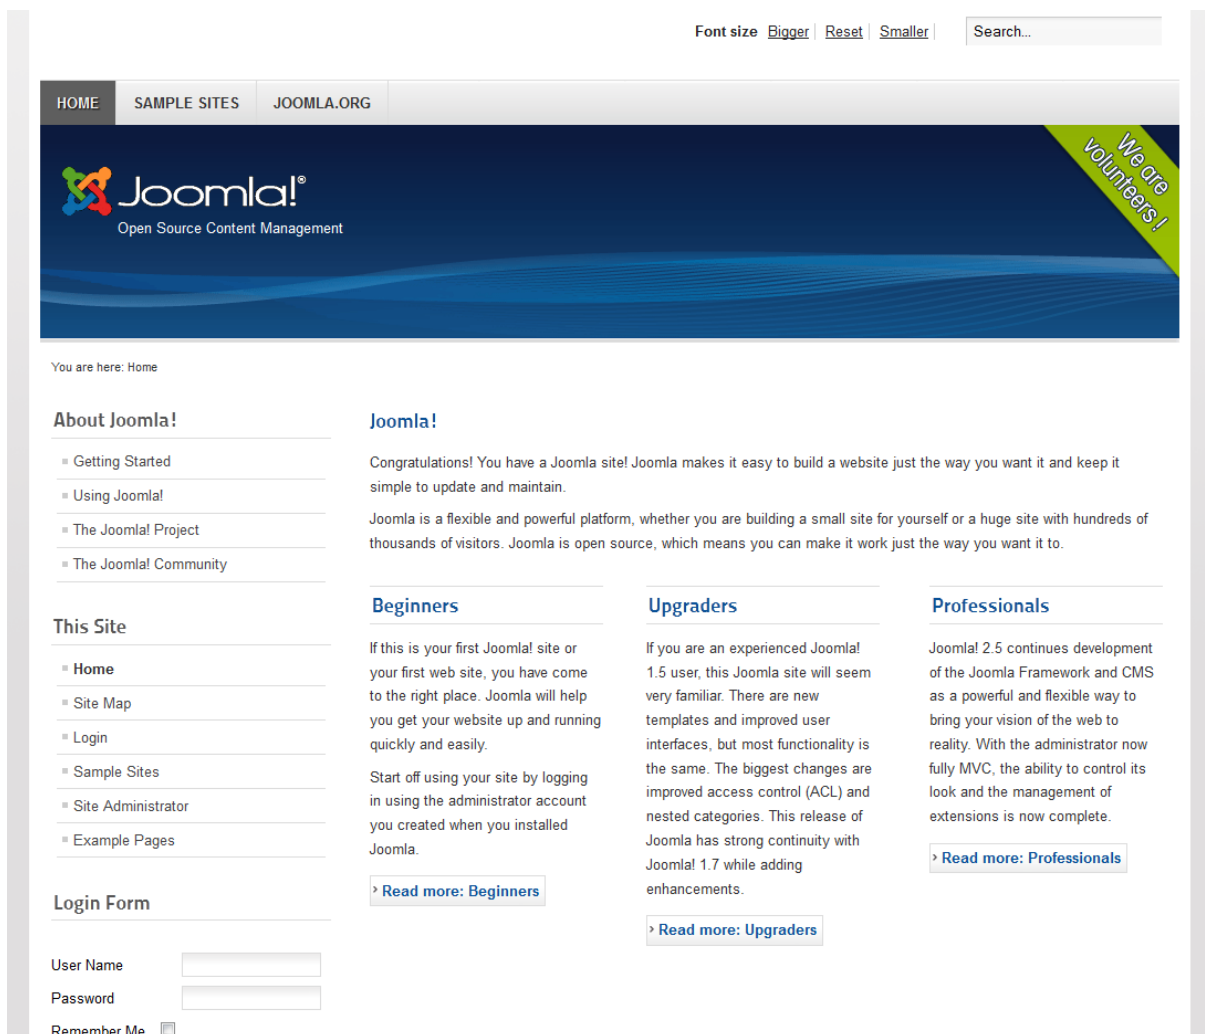 Font size Bigger Reset Smaller Search...
HOME SAMPLE SITES JOOMLA.ORG
We are
volunteers!
Joomla!®
Open Source Content Management
You are here: Home
About Joomla!
Getting Started
Using Joomla!
The Joomla! Project
The Joomla! Community
This Site
Home
Site Map
Login
Sample Sites
Site Administrator
Example Pages
Login Form
User Name
Password
Remember Me
Joomla!
Congratulations! You have a Joomla site! Joomla makes it easy to build a website just the way you want it and keep it
simple to update and maintain.
Joomla is a flexible and powerful platform, whether you are building a small site for yourself or a huge site with hundreds of
thousands of visitors. Joomla is open source, which means you can make it work just the way you want it to.
Beginners
If this is your first Joomla! site or
your first web site, you have come
to the right place. Joomla will help
you get your website up and running
quickly and easily.
Start off using your site by logging
in using the administrator account
you created when you installed
Joomla.
Read more: Beginners
Upgraders
If you are an experienced Joomla!
1.5 user, this Joomla site will seem
very familiar. There are new
templates and improved user
interfaces, but most functionality is
the same. The biggest changes are
improved access control (ACL) and
nested categories. This release of
Joomla has strong continuity with
Joomla! 1.7 while adding
enhancements.
Read more: Upgraders
Professionals
Joomla! 2.5 continues development
of the Joomla Framework and CMS
as a powerful and flexible way to
bring your vision of the web to
reality. With the administrator now
fully MVC, the ability to control its
look and the management of
extensions is now complete.
Read more: Professionals